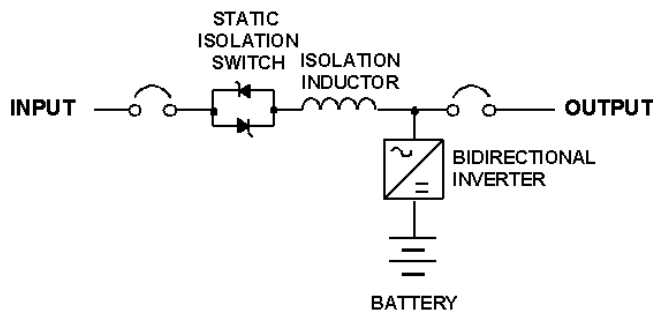 STATIC
ISOLATION
SWITCH
ISOLATION
INDUCTOR
INPUT
OUTPUT
BIDIRECTIONAL
INVERTER
BATTERY